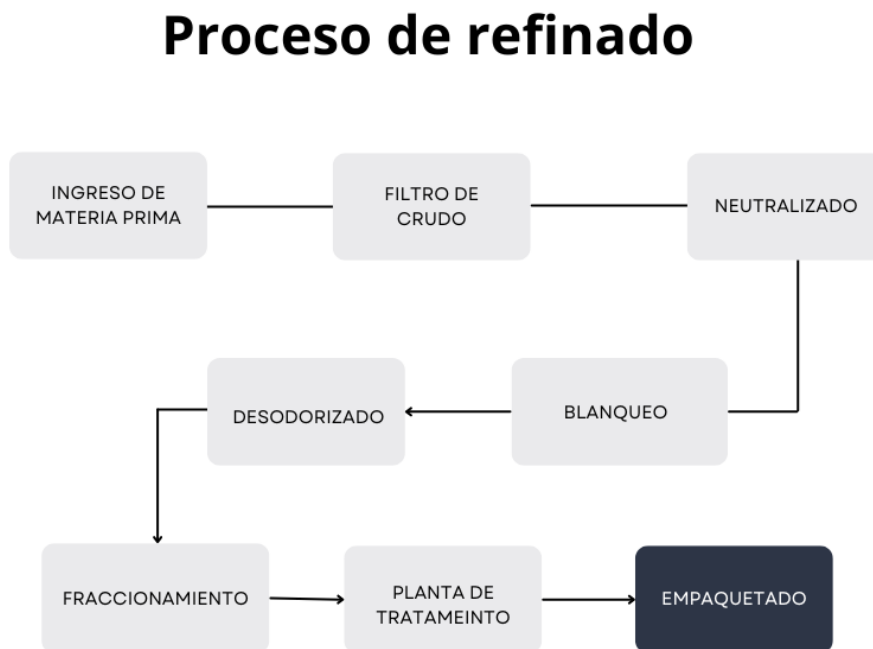 Proceso de refinado
INGRESO DE
MATERIA PRIMA
FILTRO DE
CRUDO
NEUTRALIZADO
DESODORIZADO
BLANQUEO
FRACCIONAMIENTO
PLANTA DE
TRATAMEINTO
EMPAQUETADO